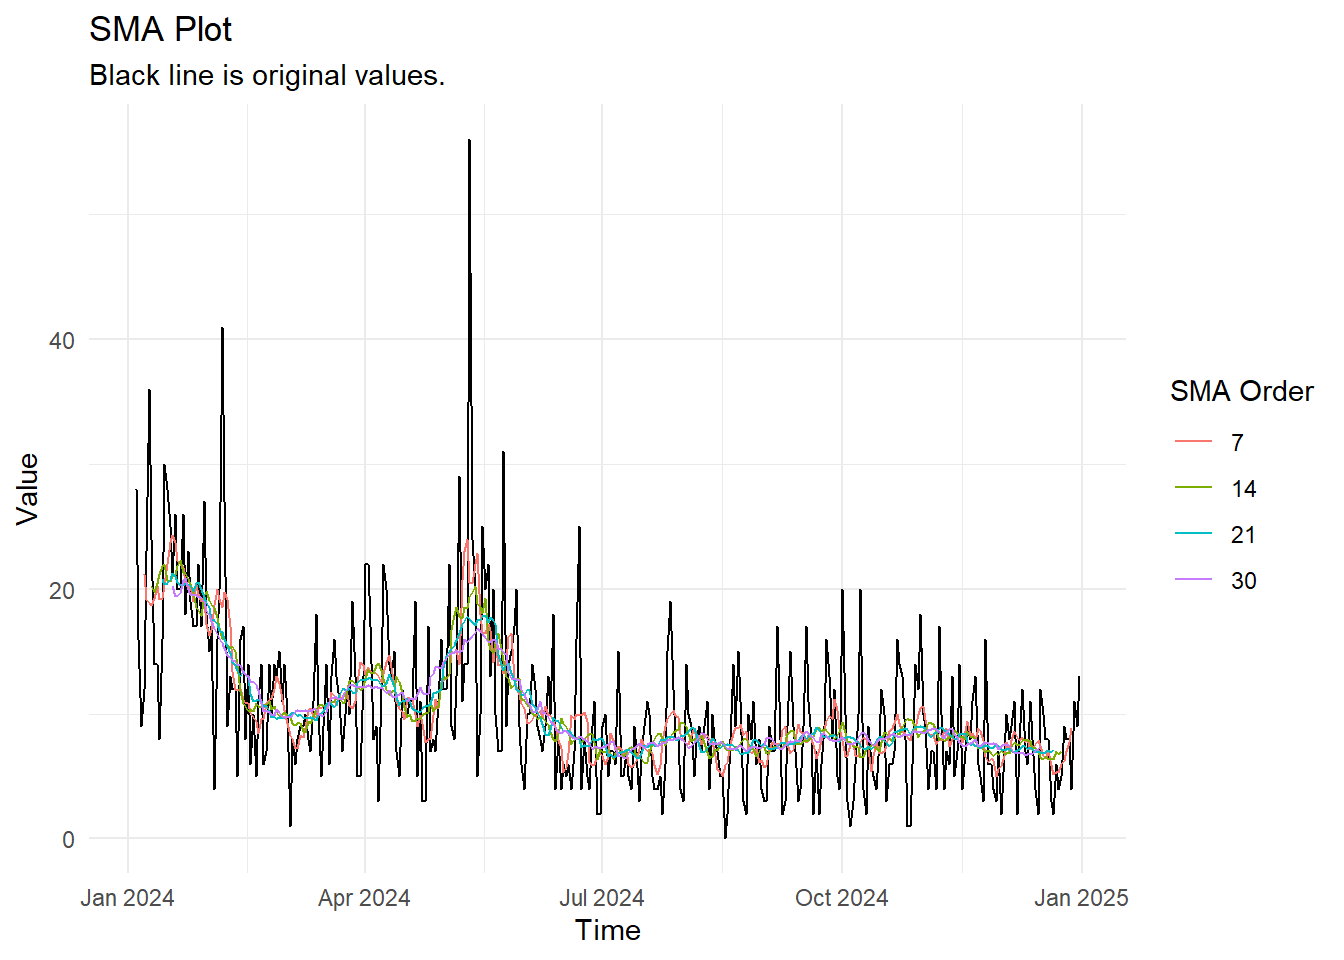 SMA Plot
Black line is original values.
40
20
0
Value
Jan 2024
Apr 2024
Jul 2024
Oct 2024
Jan 2025
Time
SMA Order
7
14
21
30